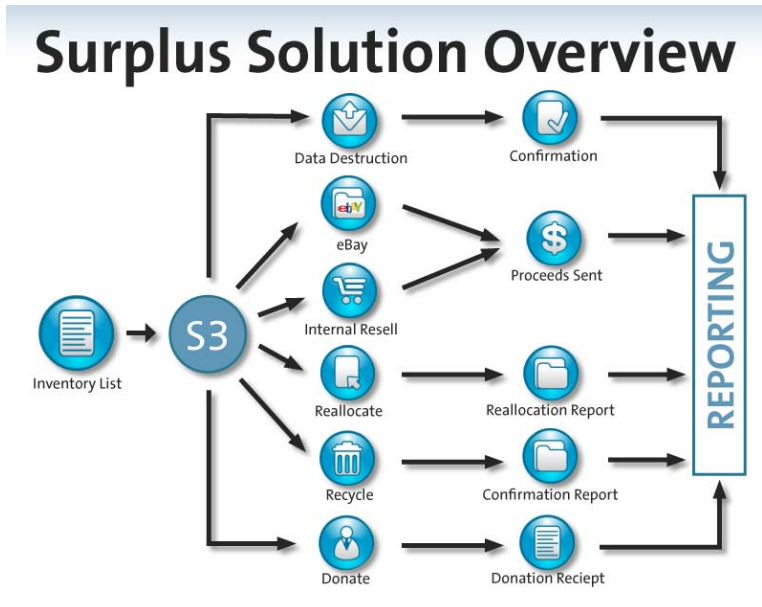 Surplus Solution Overview
Data Destruction
Confirmation
ebY
eBay
Proceeds Sent
Internal Resell
Inventory List
S3
Reallocate
Reallocation Report
Recycle
Confirmation Report
Donate
Donation Reciept
$
REPORTING